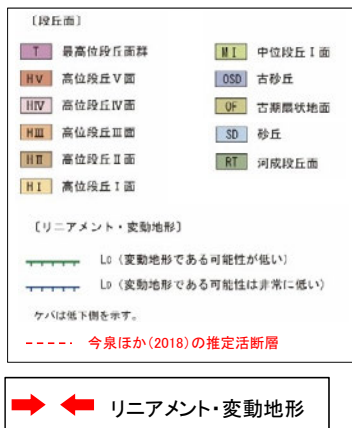 〔段丘面〕
T 最高位段丘面群
HⅤ 高位段丘Ⅴ面
HⅣ 高位段丘Ⅳ面
HⅢ 高位段丘Ⅲ面
HⅡ 高位段丘Ⅱ面
HⅠ 高位段丘Ⅰ面
MⅠ 中位段丘Ⅰ面
OSD 古砂丘
OF 古期扇状地面
SD 砂丘
RT 河成段丘面
〔リニアメント・変動地形〕
LD（変動地形である可能性が低い）
LD（変動地形である可能性は非常に低い）
ケバは低下側を示す。
今泉ほか(2018)の推定活断層
リニアメント・変動地形